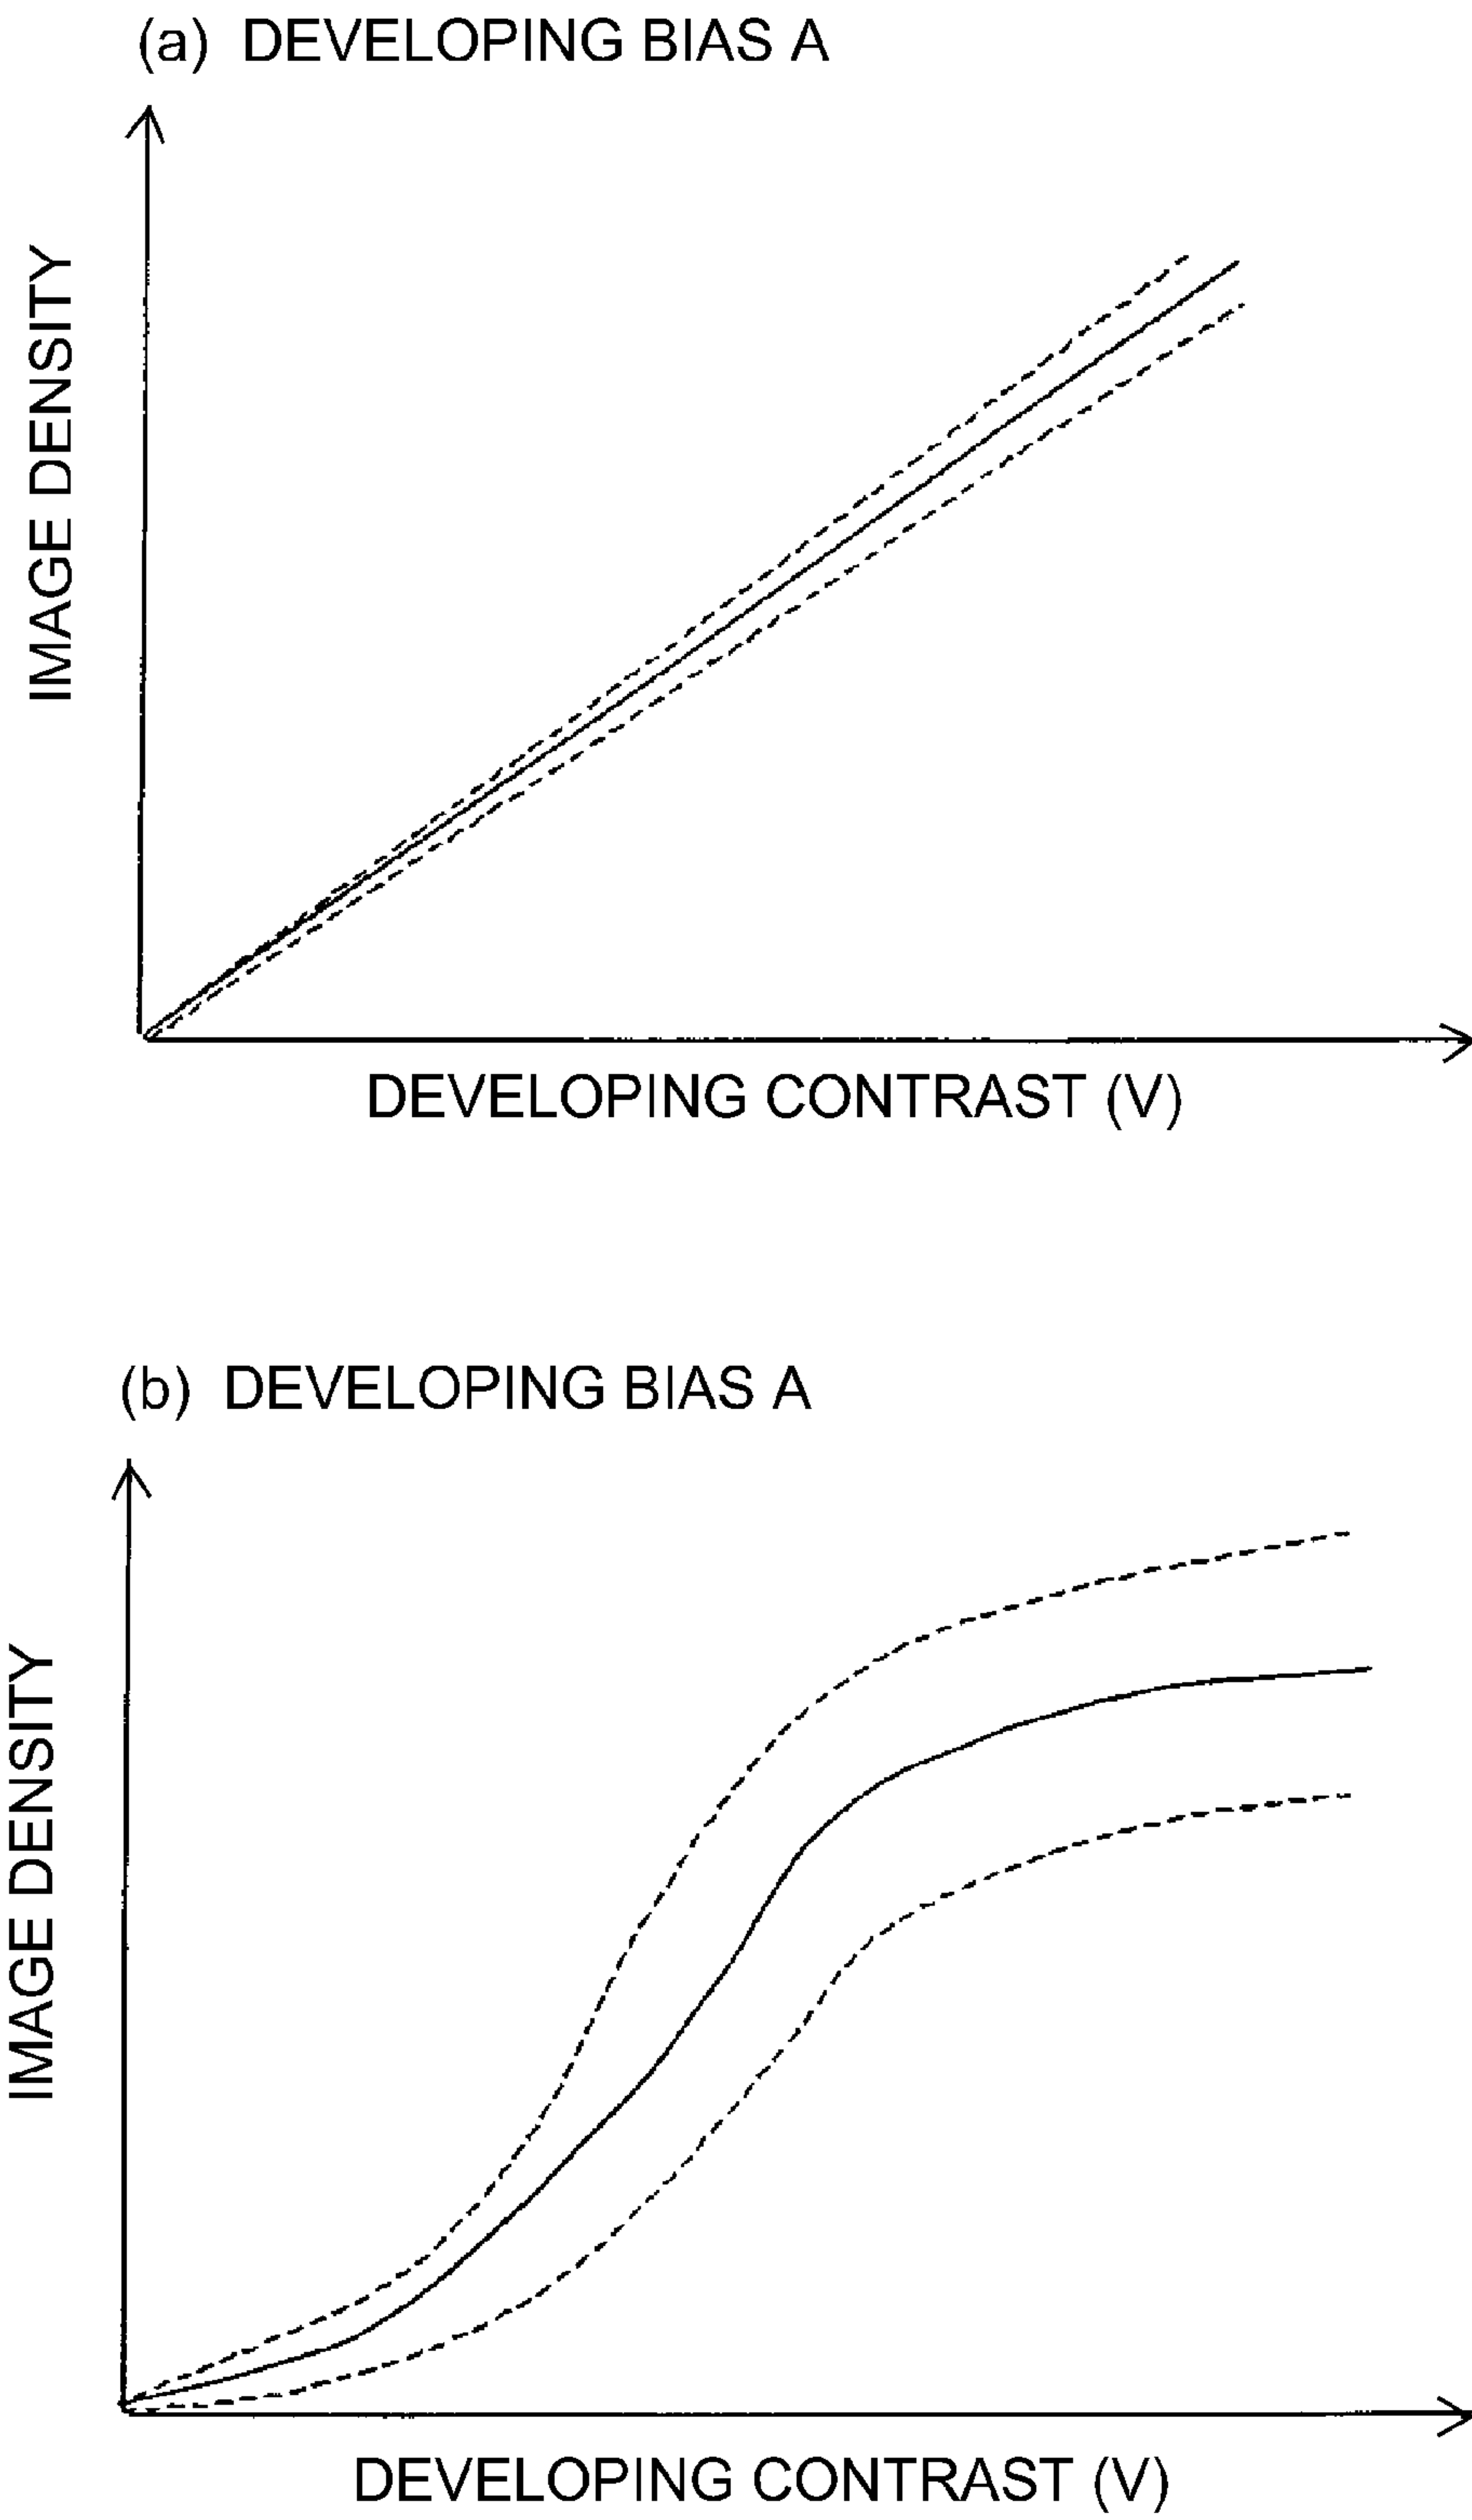 (a) DEVELOPING BIAS A
IMAGE DENSITY
DEVELOPING CONTRAST (V)
(b) DEVELOPING BIAS A
IMAGE DENSITY
DEVELOPING CONTRAST (V)